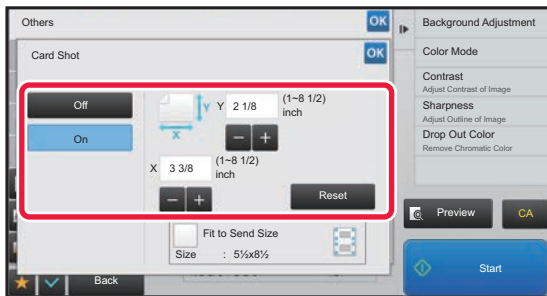 Others
OK
Card Shot
OK
Off
On
Y
X
Y 2 1/8 (1~8 1/2)
inch
− +
X 3 3/8 (1~8 1/2)
inch
− +
Reset
Fit to Send Size
Size : 5½x8½
Back
Background Adjustment
Color Mode
Contrast
Adjust Contrast of Image
Sharpness
Adjust Outline of Image
Drop Out Color
Remove Chromatic Color
Preview
CA
Start